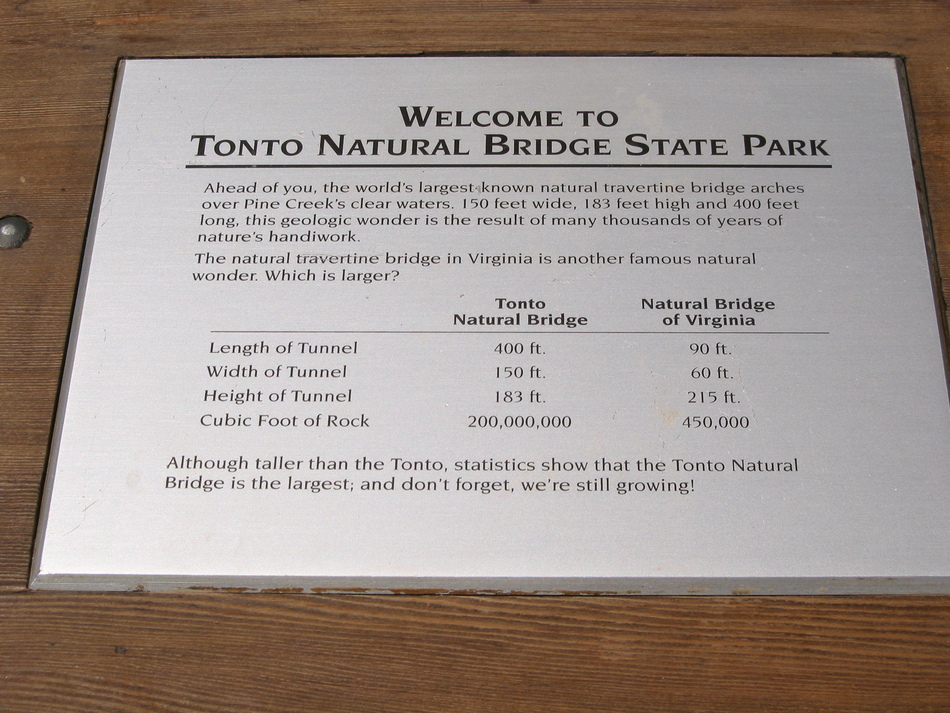 WELCOME TO
TONTO NATURAL BRIDGE STATE PARK
Ahead of you, the world's largest known natural travertine bridge arches
over Pine Creek's clear waters. 150 feet wide, 183 feet high and 400 feet
long, this geologic wonder is the result of many thousands of years of
nature's handiwork.
The natural travertine bridge in Virginia is another famous natural
wonder. Which is larger?
Tonto Natural Bridge
Natural Bridge of Virginia
Length of Tunnel 400 ft. 90 ft.
Width of Tunnel 150 ft. 60 ft.
Height of Tunnel 183 ft. 215 ft.
Cubic Foot of Rock 200,000,000 450,000
Although taller than the Tonto, statistics show that the Tonto Natural
Bridge is the largest; and don't forget, we're still growing!